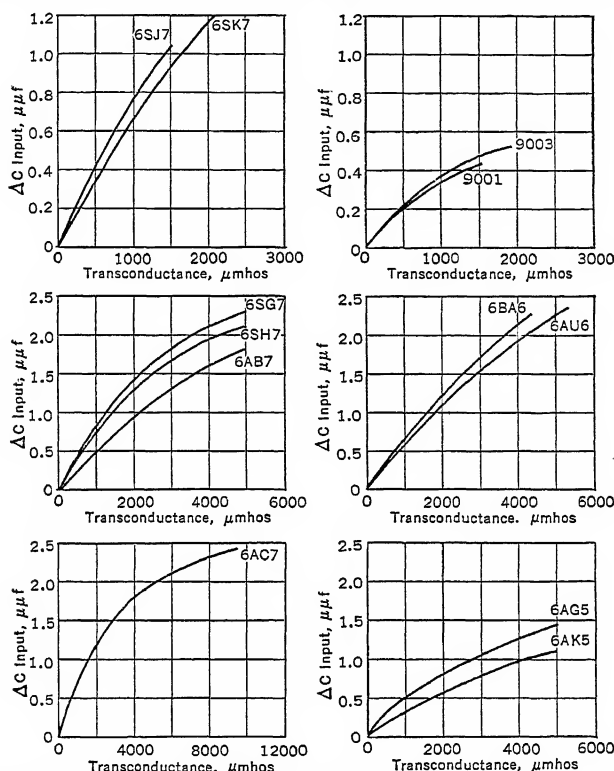 1.2
1.0
0.8
0.6
0.4
0.2
0
ΔC Input, μμf
6SJ7
6SK7
0 1000 2000 3000
Transconductance, μmhos
1.2
1.0
0.8
0.6
0.4
0.2
0
ΔC Input, μμf
9003
9001
0 1000 2000 3000
Transconductance, μmhos
2.5
2.0
1.5
1.0
0.5
0
ΔC Input, μμf
6SG7
6SH7
6AB7
0 2000 4000 6000
Transconductance, μmhos
2.5
2.0
1.5
1.0
0.5
0
ΔC Input, μμf
6BA6
6AU6
0 2000 4000 6000
Transconductance. μmhos
2.5
2.0
1.5
1.0
0.5
0
ΔC Input, μμf
6AC7
0 4000 8000 12000
Transconductance, μmhos
2.5
2.0
1.5
1.0
0.5
0
ΔC Input, μμf
6AG5
6AK5
0 2000 4000 6000
Transconductance, μmhos